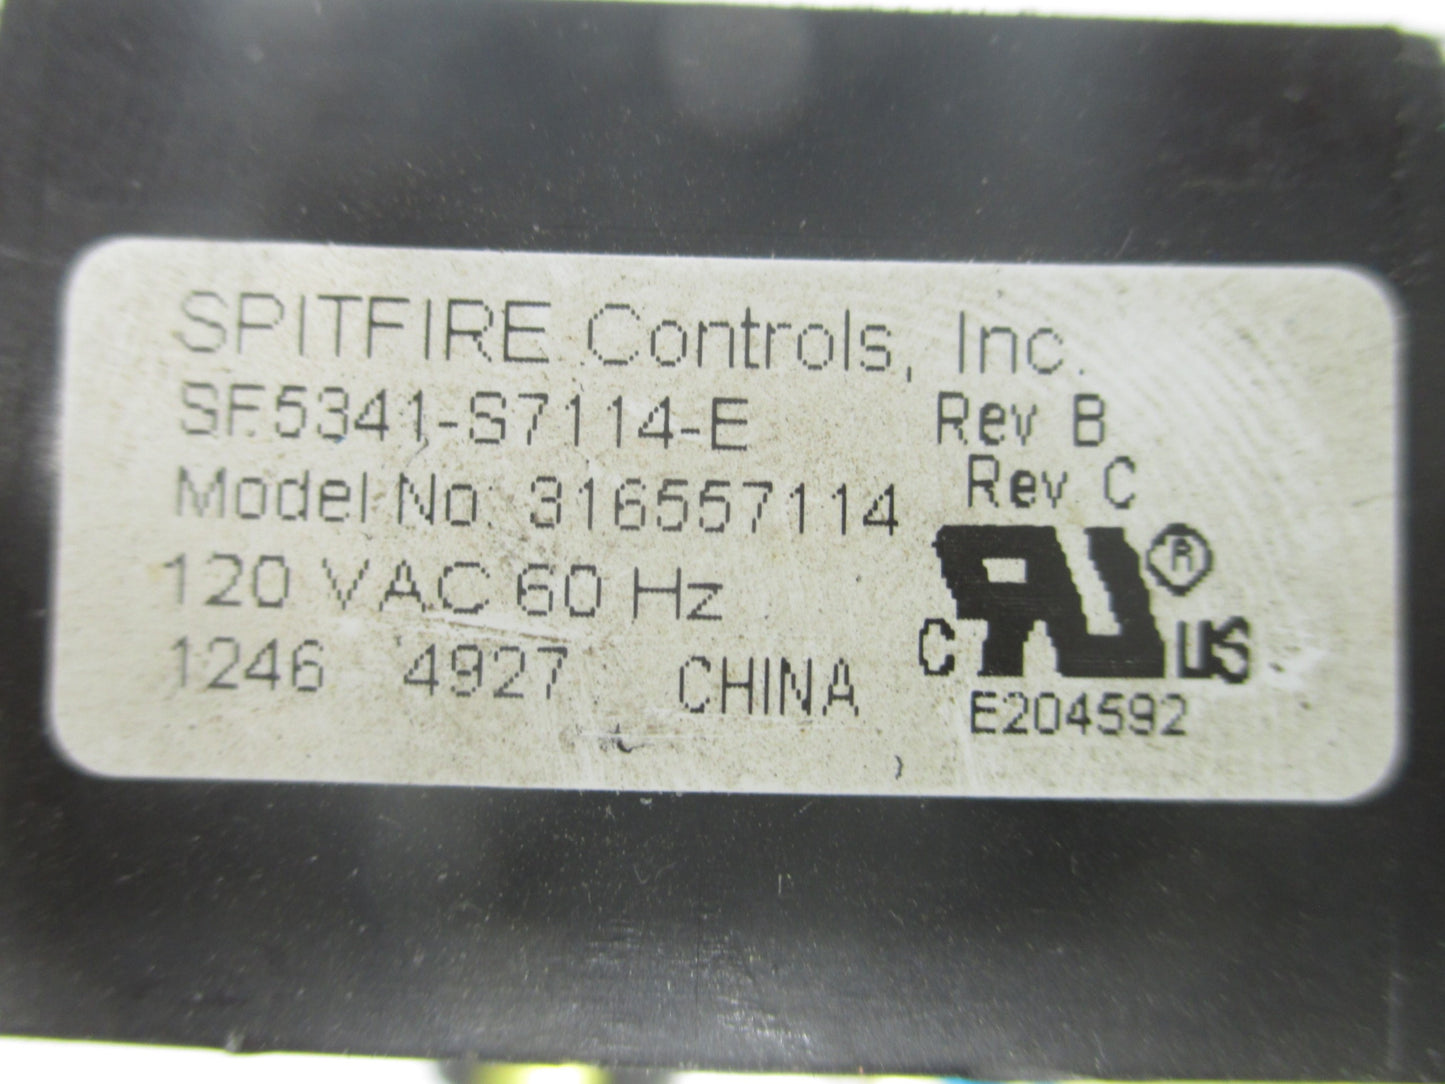 SPITFIRE Controls, Inc.
SF5341-S7114-E Rev B
Model No. 316557114 Rev C
120 VAC 60 Hz
1246 4927 CHINA
C RU US ®
E204592